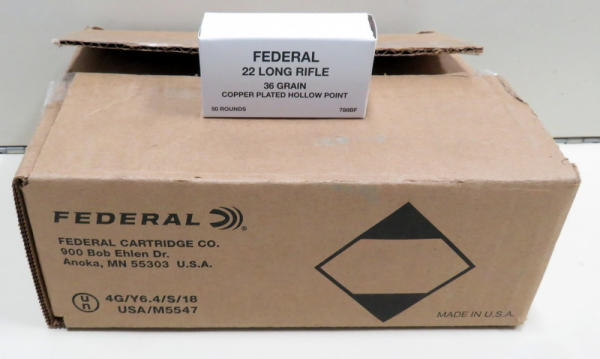 FEDERAL
22 LONG RIFLE
36 GRAIN
COPPER PLATED HOLLOW POINT
50 ROUNDS 788BF
FEDERAL ®
FEDERAL CARTRIDGE CO.
900 Bob Ehlen Dr.
Anoka, MN 55303 U.S.A.
u n 4G/Y6.4/S/18
USA/M5547
MADE IN U.S.A.